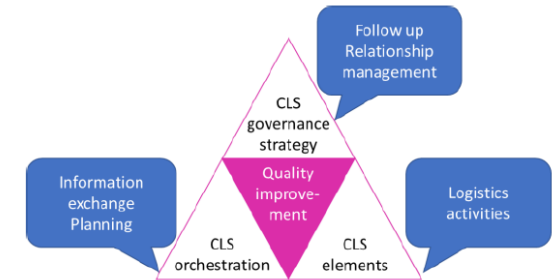 Follow up
Relationship
management
CLS
governance
strategy
Information
exchange
Planning
Quality
improve-
ment
Logistics
activities
CLS
orchestration
CLS
elements